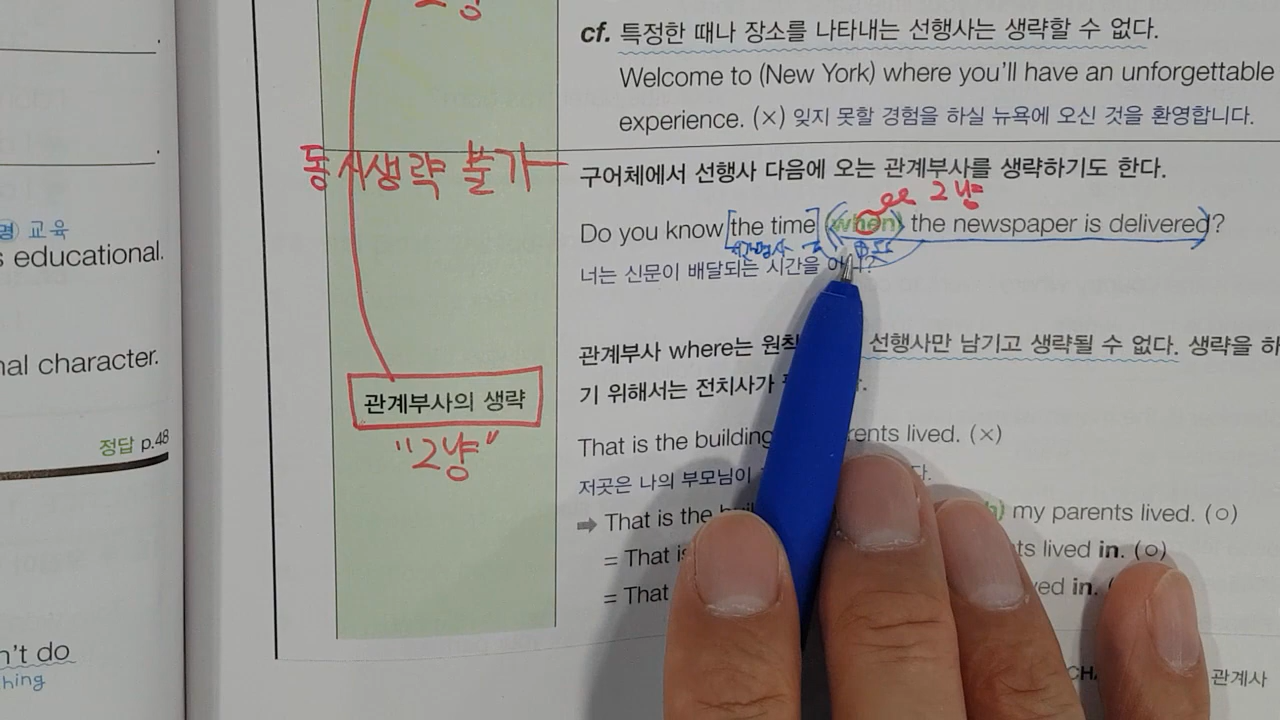 명 교육
s educational.
nal character.
정답 p.48
n't do
thing
동시생략 불가
관계부사의 생략
"그냥"
cf. 특정한 때나 장소를 나타내는 선행사는 생략할 수 없다.
Welcome to (New York) where you'll have an unforgettable
experience. (×) 잊지 못할 경험을 하실 뉴욕에 오신 것을 환영합니다.
구어체에서 선행사 다음에 오는 관계부사를 생략하기도 한다.
그냥
Do you know [the time] (when) the newspaper is delivered)?
너는 신문이 배달되는 시간을 아니?
관계부사 where는 원칙 선행사만 남기고 생략될 수 없다. 생략을 하
기 위해서는 전치사가
That is the building rents lived. (×)
저곳은 나의 부모님이 다.
➡ That is the h) my parents lived. (○)
= That is ts lived in. (○)
= That ved in. (
CHA 관계사